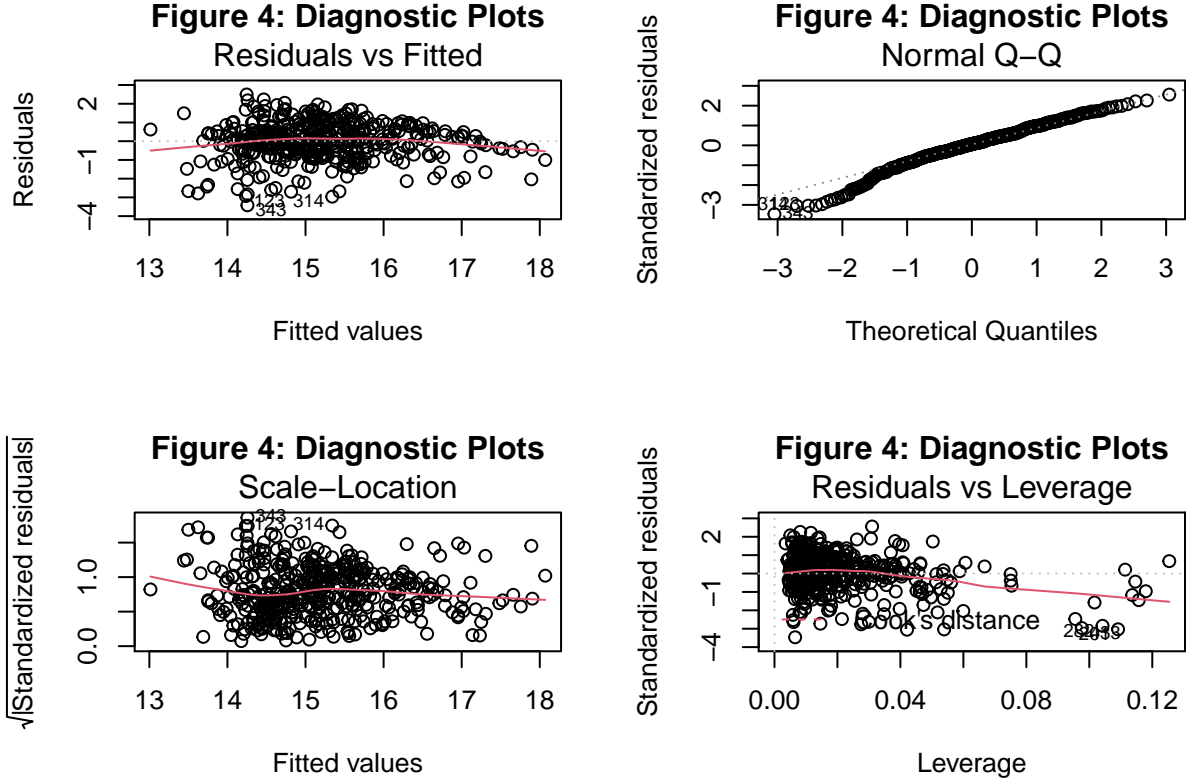 Figure 4: Diagnostic Plots
Residuals vs Fitted
Residuals
2
−1
−4
123
314
343
13 14 15 16 17 18
Fitted values
Figure 4: Diagnostic Plots
Normal Q−Q
Standardized residuals
2
0
−3
343
−3 −2 −1 0 1 2 3
Theoretical Quantiles
Figure 4: Diagnostic Plots
Scale−Location
√|Standardized residuals|
1.0
0.0
343
123
314
13 14 15 16 17 18
Fitted values
Figure 4: Diagnostic Plots
Residuals vs Leverage
Standardized residuals
2
−1
−4
Cook's distance
0.00 0.04 0.08 0.12
Leverage